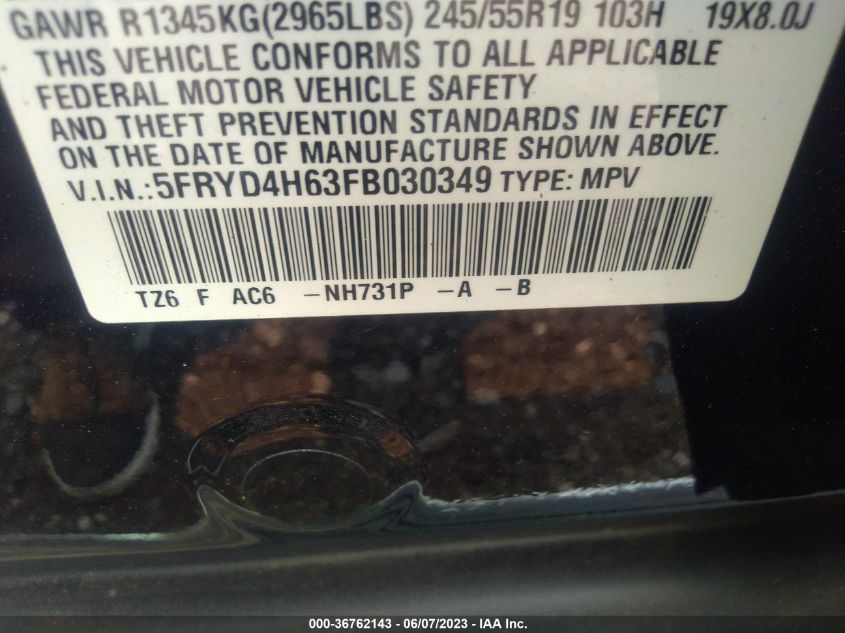 GAWR R1345KG(2965LBS) 245/55R19 103H 19X8.0J
THIS VEHICLE CONFORMS TO ALL APPLICABLE
FEDERAL MOTOR VEHICLE SAFETY
AND THEFT PREVENTION STANDARDS IN EFFECT
ON THE DATE OF MANUFACTURE SHOWN ABOVE.
V.I.N.:5FRYD4H63FB030349 TYPE: MPV
TZ6 F AC6 -NH731P -A -B
000-36762143 - 06/07/2023 - IAA Inc.